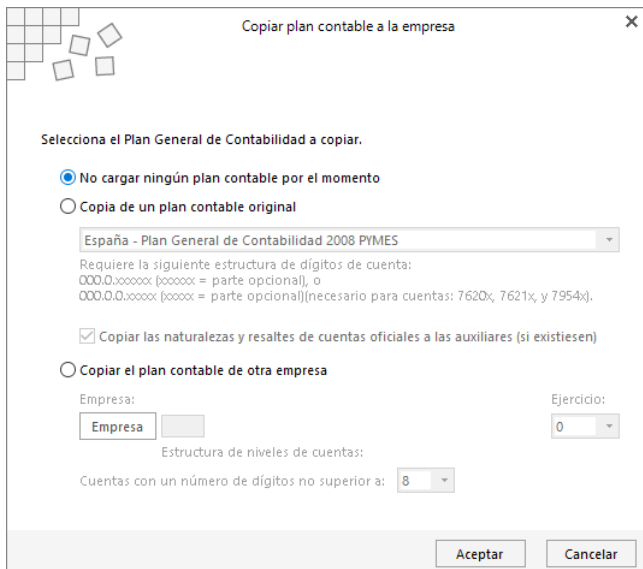 Copiar plan contable a la empresa
Selecciona el Plan General de Contabilidad a copiar.
No cargar ningún plan contable por el momento
Copia de un plan contable original
España - Plan General de Contabilidad 2008 PYMES
Requiere la siguiente estructura de dígitos de cuenta:
000.0.xxxxxx (xxxxxx = parte opcional), o
000.0.0.xxxxx (xxxxx = parte opcional)(necesario para cuentas: 7620x, 7621x, y 7954x).
Copiar las naturalezas y resaltes de cuentas oficiales a las auxiliares (si existiesen)
Copiar el plan contable de otra empresa
Empresa: Ejercicio:
Empresa 0
Estructura de niveles de cuentas:
Cuentas con un número de dígitos no superior a: 8
Aceptar Cancelar